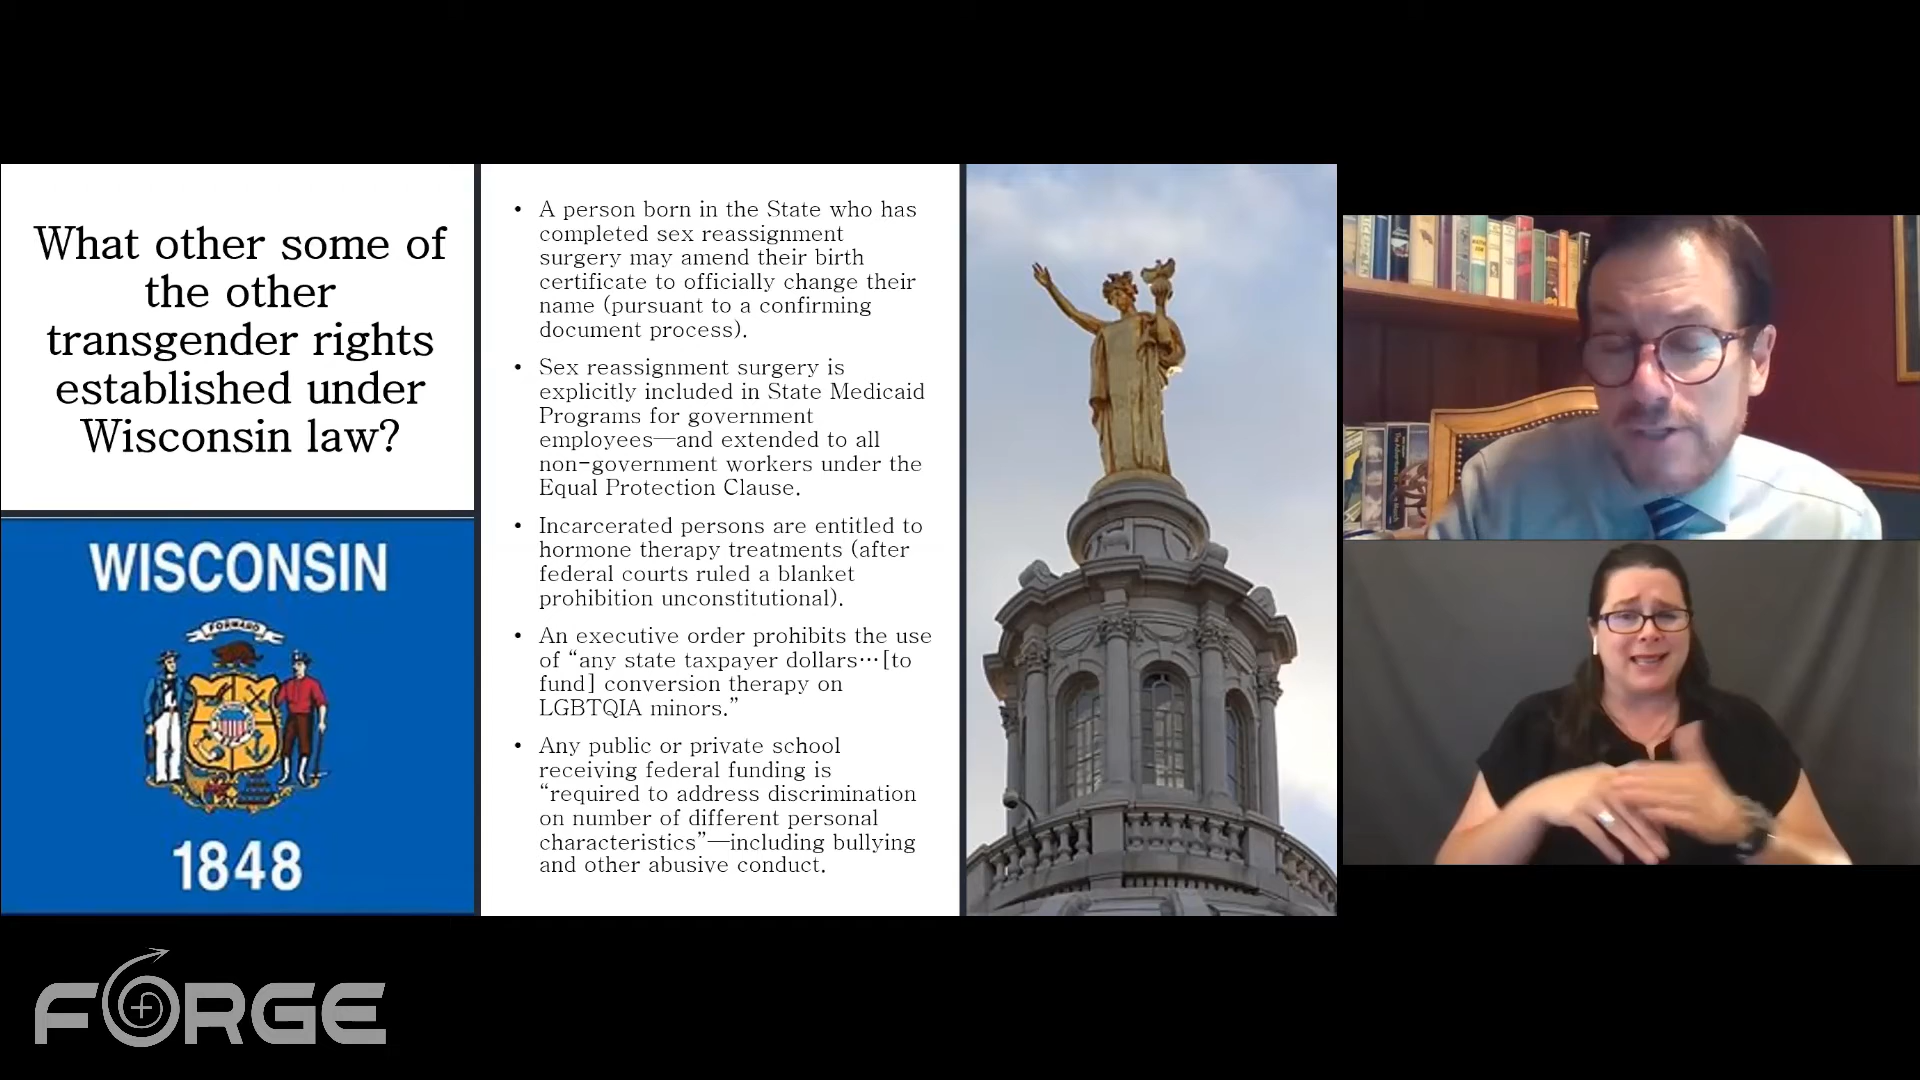 What other some of
the other
transgender rights
established under
Wisconsin law?
WISCONSIN
FORWARD
1848
• A person born in the State who has
completed sex reassignment
surgery may amend their birth
certificate to officially change their
name (pursuant to a confirming
document process).
• Sex reassignment surgery is
explicitly included in State Medicaid
Programs for government
employees—and extended to all
non-government workers under the
Equal Protection Clause.
• Incarcerated persons are entitled to
hormone therapy treatments (after
federal courts ruled a blanket
prohibition unconstitutional).
• An executive order prohibits the use
of “any state taxpayer dollars…[to
fund] conversion therapy on
LGBTQIA minors.”
• Any public or private school
receiving federal funding is
“required to address discrimination
on number of different personal
characteristics”—including bullying
and other abusive conduct.
FORGE